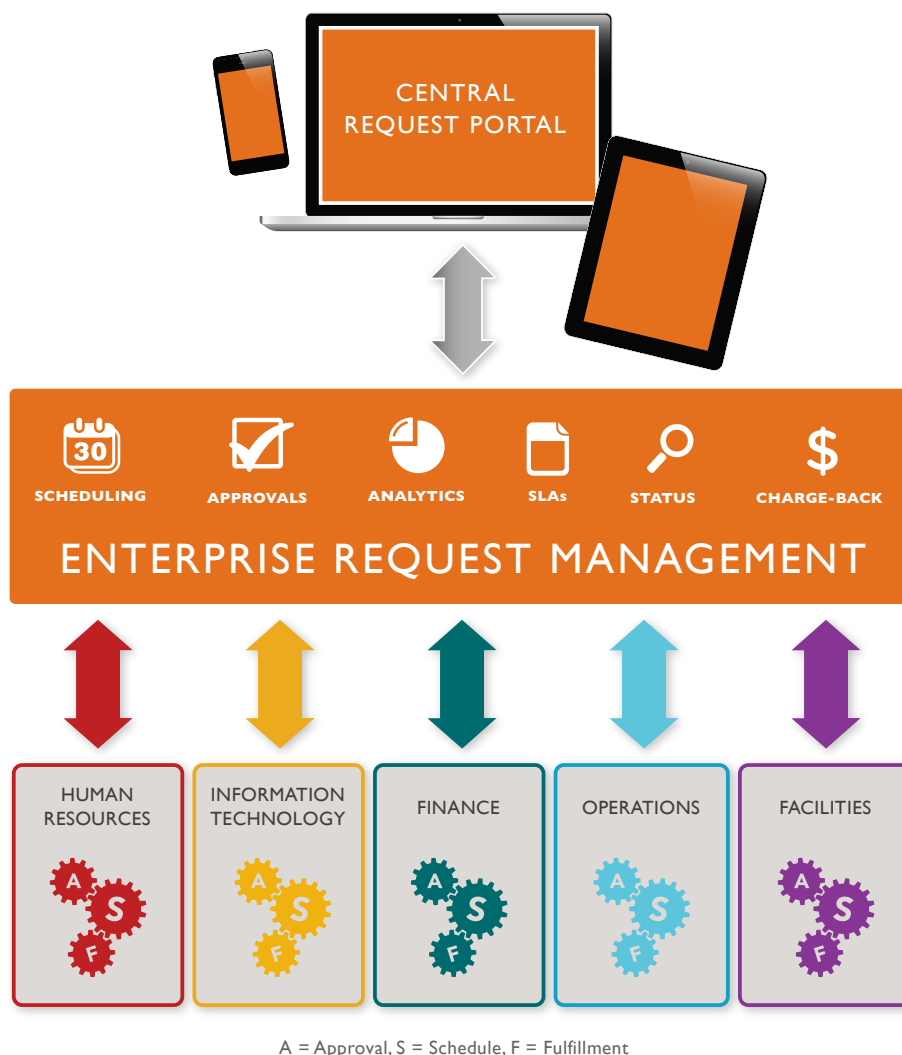 CENTRAL
REQUEST PORTAL
30
SCHEDULING
APPROVALS
ANALYTICS
SLAs
STATUS
$
CHARGE-BACK
ENTERPRISE REQUEST MANAGEMENT
HUMAN
RESOURCES
A
S
F
INFORMATION
TECHNOLOGY
A
S
F
FINANCE
A
S
F
OPERATIONS
A
S
F
FACILITIES
A
S
F
A = Approval, S = Schedule, F = Fulfillment